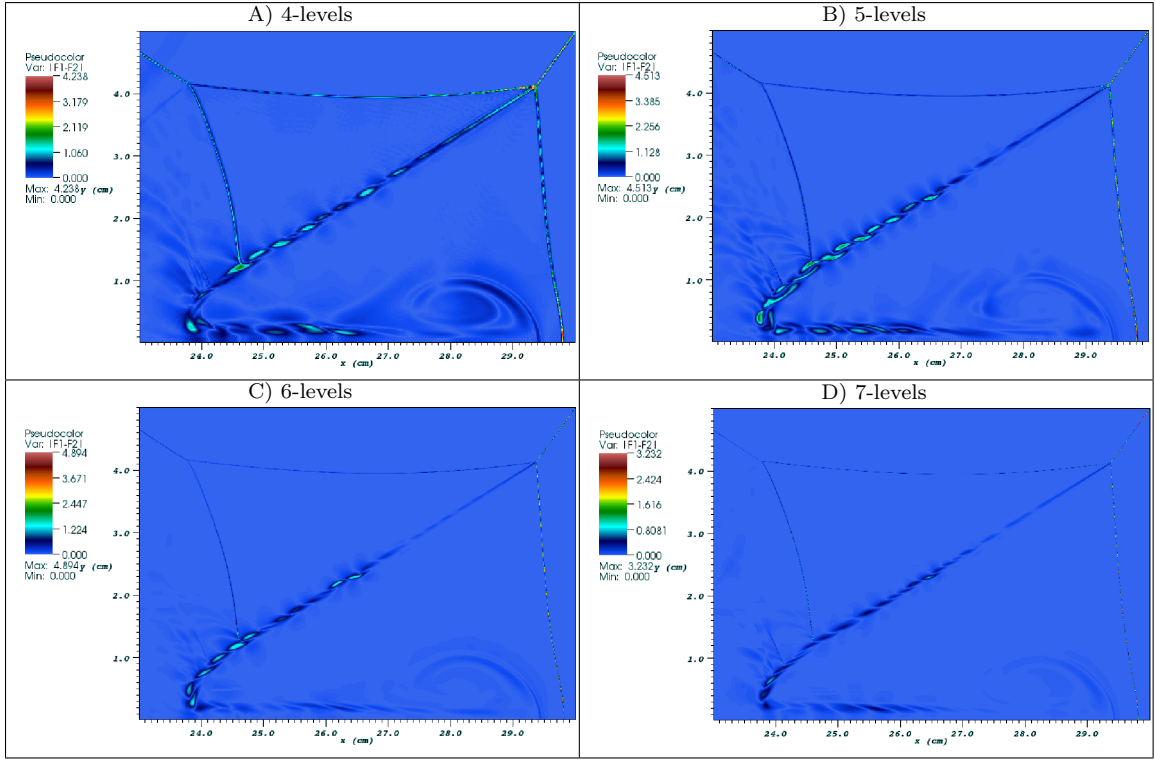 A) 4-levels
Pseudocolor
Var: |F1-F2|
4.238
3.179
2.119
1.060
0.000
Max: 4.238
Min: 0.000
y (cm)
4.0
3.0
2.0
1.0
24.0 25.0 26.0 27.0 28.0 29.0
x (cm)
B) 5-levels
Pseudocolor
Var: |F1-F2|
4.513
3.385
2.256
1.128
0.000
Max: 4.513
Min: 0.000
y (cm)
4.0
3.0
2.0
1.0
24.0 25.0 26.0 27.0 28.0 29.0
x (cm)
C) 6-levels
Pseudocolor
Var: |F1-F2|
4.894
3.671
2.447
1.224
0.000
Max: 4.894
Min: 0.000
y (cm)
4.0
3.0
2.0
1.0
24.0 25.0 26.0 27.0 28.0 29.0
x (cm)
D) 7-levels
Pseudocolor
Var: |F1-F2|
3.232
2.424
1.616
0.8081
0.000
Max: 3.232
Min: 0.000
y (cm)
4.0
3.0
2.0
1.0
24.0 25.0 26.0 27.0 28.0 29.0
x (cm)